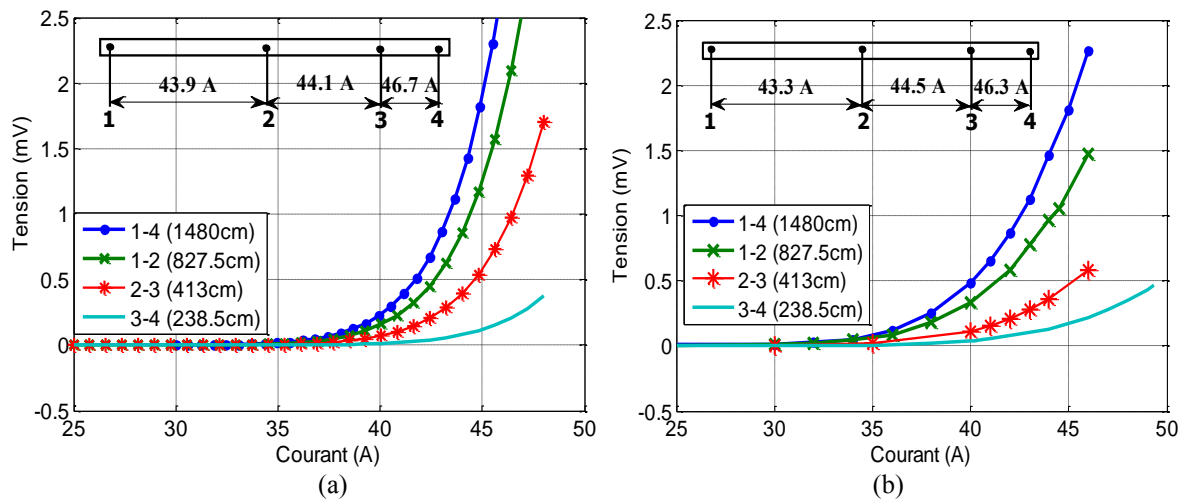 2.5
2
1.5
1
0.5
0
-0.5
25
30
35
40
45
50
Tension (mV)
Courant (A)
43.9 A
44.1 A
46.7 A
1
2
3
4
1-4 (1480cm)
1-2 (827.5cm)
2-3 (413cm)
3-4 (238.5cm)
(a)
2.5
2
1.5
1
0.5
0
-0.5
25
30
35
40
45
50
Tension (mV)
Courant (A)
43.3 A
44.5 A
46.3 A
1
2
3
4
1-4 (1480cm)
1-2 (827.5cm)
2-3 (413cm)
3-4 (238.5cm)
(b)